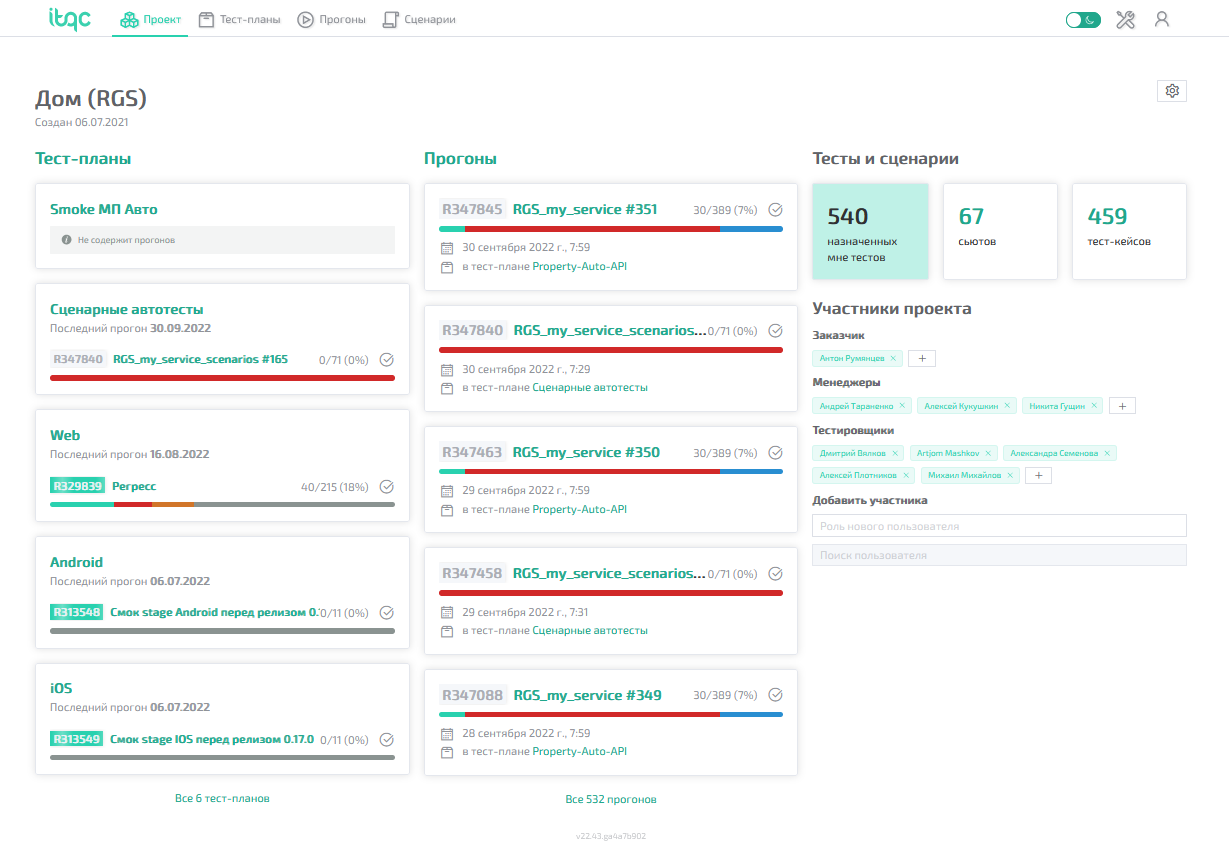 itqc
Проект
Тест-планы
Прогоны
Сценарии
Дом (RGS)
Создан 06.07.2021
Тест-планы
Smoke МП Авто
Не содержит прогонов
Сценарные автотесты
Последний прогон 30.09.2022
R347840 RGS_my_service_scenarios #165 0/71 (0%)
Web
Последний прогон 16.08.2022
R329839 Регресс 40/215 (18%)
Android
Последний прогон 06.07.2022
R313548 Смок stage Android перед релизом 0. 0/11 (0%)
iOS
Последний прогон 06.07.2022
R313549 Смок stage IOS перед релизом 0.17.0 0/11 (0%)
Все 6 тест-планов
Прогоны
R347845 RGS_my_service #351 30/389 (7%)
30 сентября 2022 г., 7:59
в тест-плане Property-Auto-API
R347840 RGS_my_service_scenarios... 0/71 (0%)
30 сентября 2022 г., 7:29
в тест-плане Сценарные автотесты
R347463 RGS_my_service #350 30/389 (7%)
29 сентября 2022 г., 7:59
в тест-плане Property-Auto-API
R347458 RGS_my_service_scenarios... 0/71 (0%)
29 сентября 2022 г., 7:31
в тест-плане Сценарные автотесты
R347088 RGS_my_service #349 30/389 (7%)
28 сентября 2022 г., 7:59
в тест-плане Property-Auto-API
Все 532 прогонов
Тесты и сценарии
540
назначенных
мне тестов
67
сьютов
459
тест-кейсов
Участники проекта
Заказчик
Антон Румянцев × +
Менеджеры
Андрей Тараненко × Алексей Кукушкин × Никита Гущин × +
Тестировщики
Дмитрий Вялков × Artjom Mashkov × Александра Семенова ×
Алексей Плотников × Михаил Михайлов × +
Добавить участника
Роль нового пользователя
Поиск пользователя
v22.43.ga4a7b902